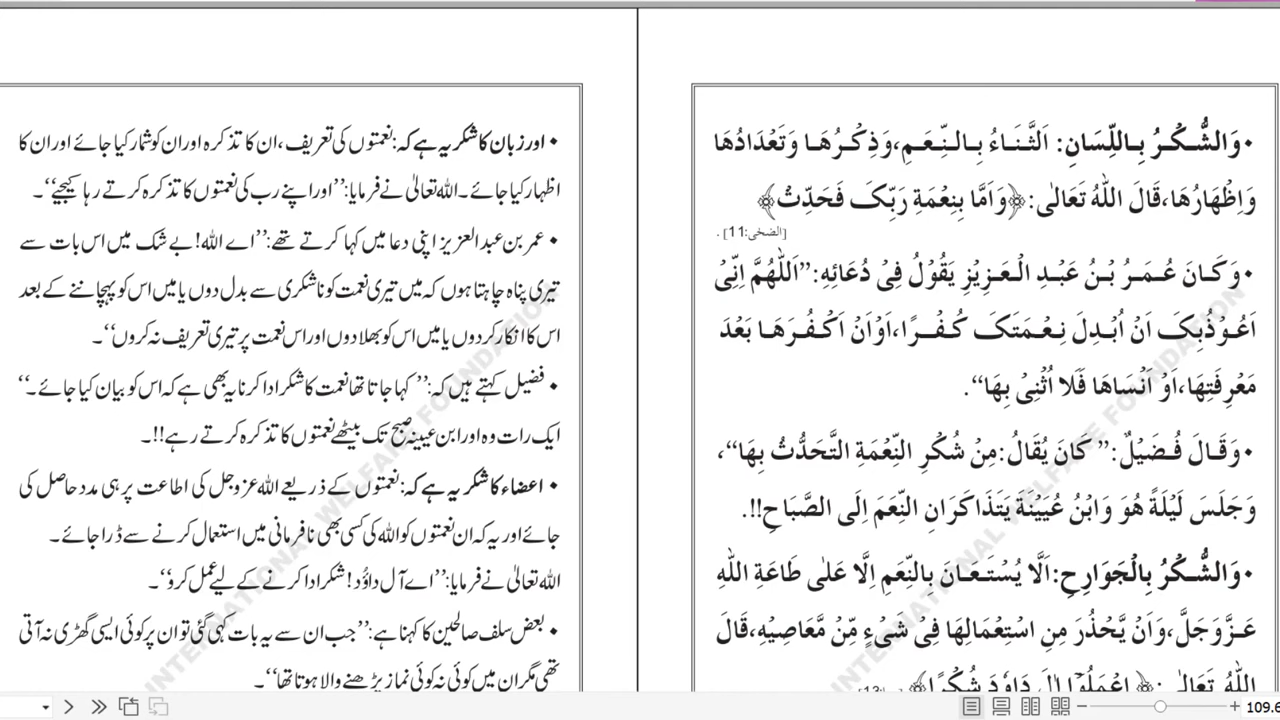 • وَالشُّكْرُ بِاللِّسَانِ: اَلثَّنَاءُ بِالنِّعَمِ، وَذِكْرُهَا وَتَعْدَادُهَا
وَاِظْهَارُهَا، قَالَ اللّٰهُ تَعَالٰی: ﴿وَاَمَّا بِنِعْمَةِ رَبِّکَ فَحَدِّثْ﴾
[الضحی:11] .
• وَكَانَ عُمَرُ بْنُ عَبْدِ الْعَزِيْزِ يَقُوْلُ فِیْ دُعَائِهِ: ”اَللّٰهُمَّ اِنِّیْ
اَعُوْذُبِکَ اَنْ اُبْدِلَ نِعْمَتَکَ كُفْرًا، اَوْ اَنْ اَكْفُرَهَا بَعْدَ
مَعْرِفَتِهَا، اَوْ اَنْسَاهَا فَلَا اُثْنِیْ بِهَا“.
• وَقَالَ فُضَيْلٌ: ” كَانَ يُقَالُ: مِنْ شُكْرِ النِّعْمَةِ التَّحَدُّثُ بِهَا“،
وَجَلَسَ لَيْلَةً هُوَ وَابْنُ عُيَيْنَةَ يَتَذَاكَرَانِ النِّعَمَ اِلَی الصَّبَاحِ!!.
• وَالشُّكْرُ بِالْجَوَارِحِ: اَلَّا يُسْتَعَانَ بِالنِّعَمِ اِلَّا عَلٰی طَاعَةِ اللّٰهِ
عَزَّوَجَلَّ، وَاَنْ يَّحْذُرَ مِنِ اسْتِعْمَالِهَا فِیْ شَیْءٍ مِّنْ مَّعَاصِيْهِ، قَالَ
اللّٰهُ تَعَالٰی: ﴿ اِعْمَلُوْا اٰلَ دَاوٗدَ شُكْرًا﴾
• اور زبان کا شکر یہ ہے کہ: نعمتوں کی تعریف، ان کا تذکرہ اور ان کو شمار کیا جائے اور ان کا
اظہار کیا جائے۔ اللہ تعالیٰ نے فرمایا: ”اور اپنے رب کی نعمتوں کا تذکرہ کرتے رہا کیجیے“۔
• عمر بن عبدالعزیز اپنی دعا میں کہا کرتے تھے: ”اے اللہ! بے شک میں اس بات سے
تیری پناہ چاہتا ہوں کہ میں تیری نعمت کو ناشکری سے بدل دوں یا میں اس کو پہچاننے کے بعد
اس کا انکار کر دوں یا میں اس کو بھلا دوں اور اس نعمت پر تیری تعریف نہ کروں“۔
• فضیل کہتے ہیں کہ: ” کہا جاتا تھا نعمت کا شکر ادا کرنا یہ بھی ہے کہ اس کو بیان کیا جائے۔“
ایک رات وہ اور ابن عیینہ صبح تک بیٹھے نعمتوں کا تذکرہ کرتے رہے!!۔
• اعضاء کا شکر یہ ہے کہ: نعمتوں کے ذریعے اللہ عزوجل کی اطاعت پر ہی مدد حاصل کی
جائے اور یہ کہ ان نعمتوں کو اللہ کی کسی بھی نافرمانی میں استعمال کرنے سے ڈرا جائے۔
اللہ تعالیٰ نے فرمایا: ”اے آل داوٗد! شکر ادا کرنے کے لیے عمل کرو“۔
• بعض سلف صالحین کا کہنا ہے: ”جب ان سے یہ بات کہی گئی تو ان پر کوئی ایسی گھڑی نہ آتی
تھی مگر ان میں کوئی نہ کوئی نماز پڑھنے والا ہوتا تھا“۔
INTERNATIONAL WELFARE FOUNDATION
INTERNATIONAL WELFARE FOUNDATION